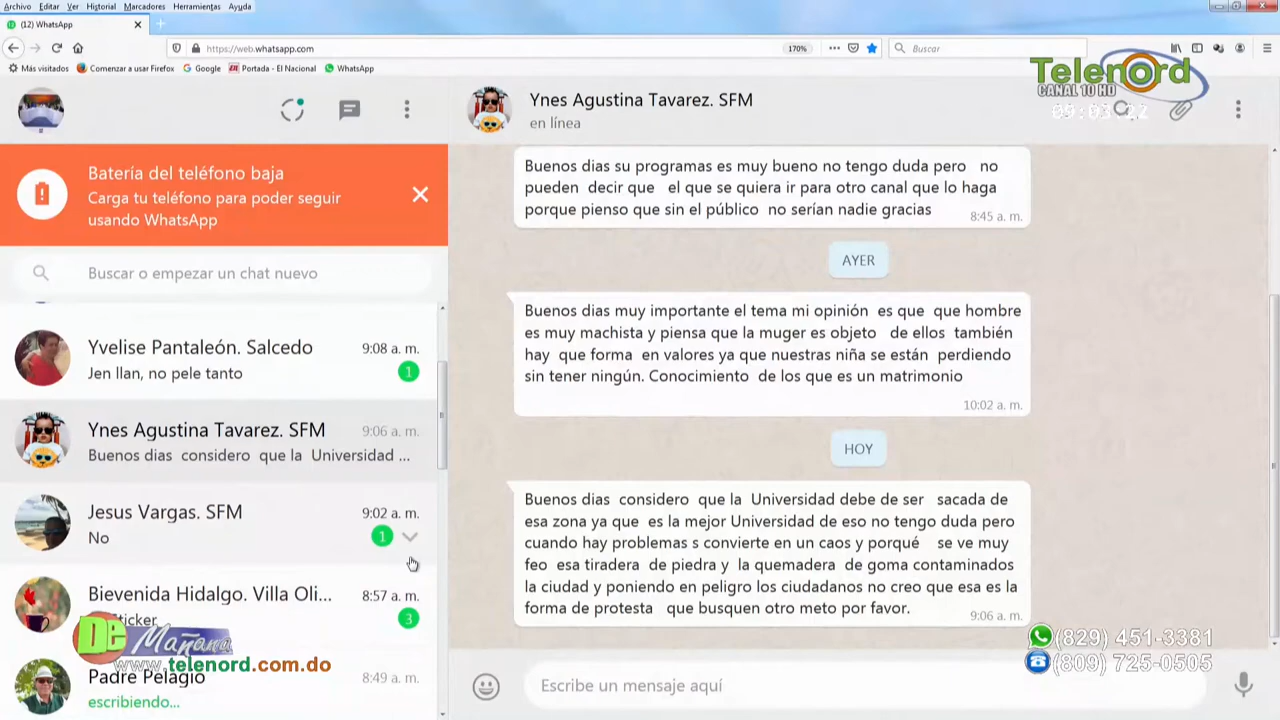 Archivo Editar Ver Historial Marcadores Herramientas Ayuda
(12) WhatsApp
https://web.whatsapp.com
170%
Buscar
Más visitados Comenzar a usar Firefox Google Portada - El Nacional WhatsApp
Telenord
CANAL 10 HD
09:03:22
Ynes Agustina Tavarez. SFM
en línea
Batería del teléfono baja
Carga tu teléfono para poder seguir
usando WhatsApp
Buscar o empezar un chat nuevo
Yvelise Pantaleón. Salcedo 9:08 a. m.
Jen llan, no pele tanto 1
Ynes Agustina Tavarez. SFM 9:06 a. m.
Buenos dias considero que la Universidad ...
Jesus Vargas. SFM 9:02 a. m.
No 1
Bievenida Hidalgo. Villa Oli... 8:57 a. m.
ticker 3
Padre Pelagio 8:49 a. m.
escribiendo...
Buenos dias su programas es muy bueno no tengo duda pero no
pueden decir que el que se quiera ir para otro canal que lo haga
porque pienso que sin el público no serían nadie gracias
8:45 a. m.
AYER
Buenos dias muy importante el tema mi opinión es que que hombre
es muy machista y piensa que la muger es objeto de ellos también
hay que forma en valores ya que nuestras niña se están perdiendo
sin tener ningún. Conocimiento de los que es un matrimonio
10:02 a. m.
HOY
Buenos dias considero que la Universidad debe de ser sacada de
esa zona ya que es la mejor Universidad de eso no tengo duda pero
cuando hay problemas s convierte en un caos y porqué se ve muy
feo esa tiradera de piedra y la quemadera de goma contaminados
la ciudad y poniendo en peligro los ciudadanos no creo que esa es la
forma de protesta que busquen otro meto por favor.
9:06 a. m.
Escribe un mensaje aquí
De Mañana
www.telenord.com.do
(829) 451-3381
(809) 725-0505